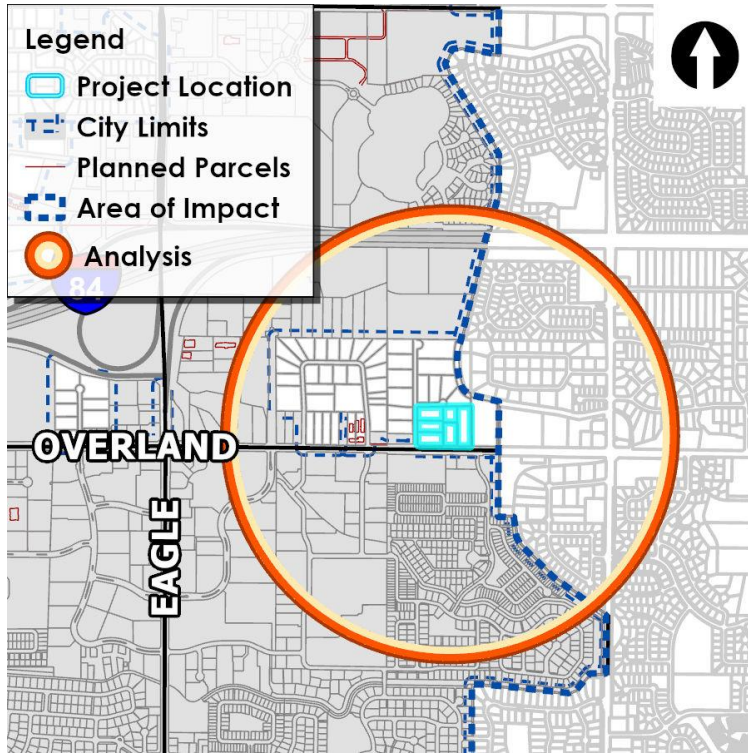 Legend
Project Location
City Limits
Planned Parcels
Area of Impact
Analysis
84
OVERLAND
EAGLE